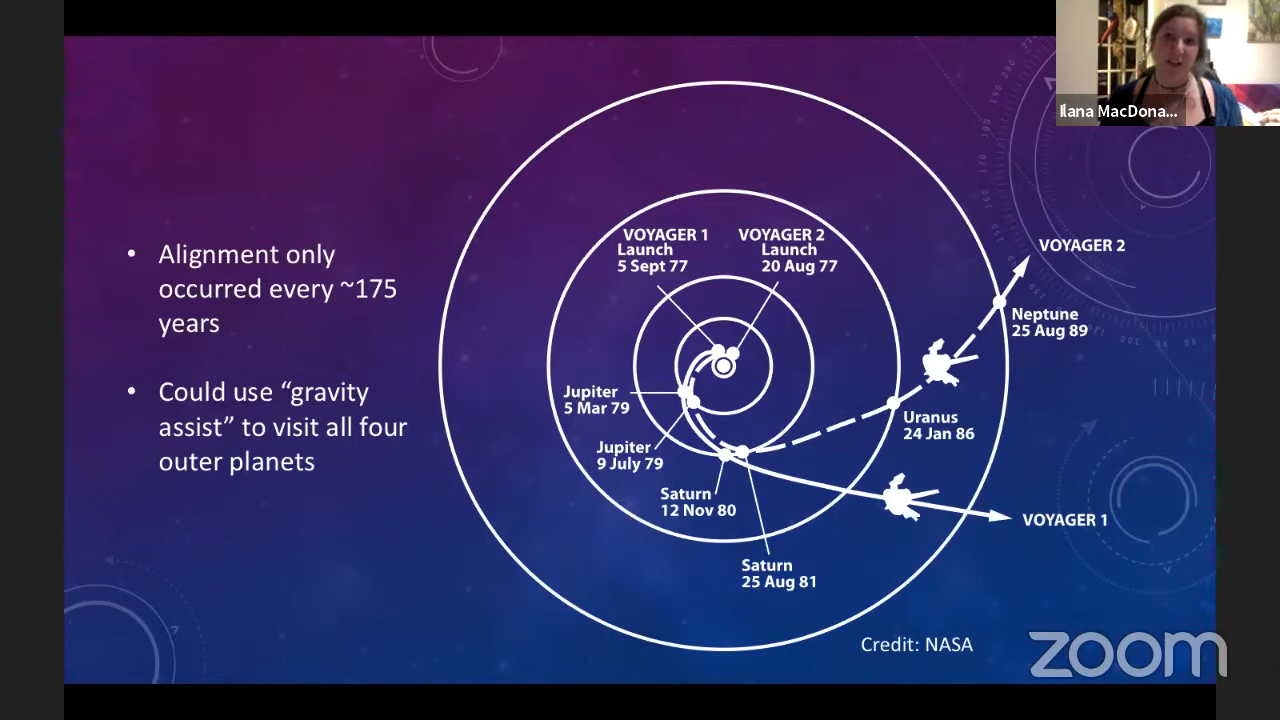 Ilana MacDona...
• Alignment only
occurred every ~175
years
• Could use “gravity
assist” to visit all four
outer planets
VOYAGER 1
Launch
5 Sept 77
VOYAGER 2
Launch
20 Aug 77
VOYAGER 2
Neptune
25 Aug 89
Jupiter
5 Mar 79
Uranus
24 Jan 86
Jupiter
9 July 79
Saturn
12 Nov 80
VOYAGER 1
Saturn
25 Aug 81
Credit: NASA
zoom